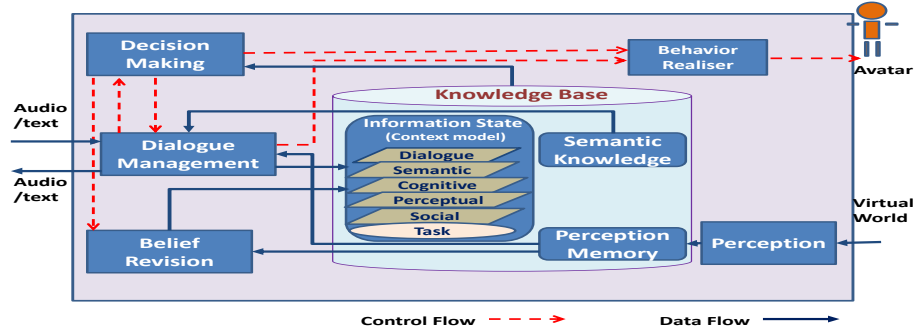 Decision
Making
Behavior
Realiser
Avatar
Knowledge Base
Audio
/text
Information State
(Context model)
Dialogue
Management
Semantic
Knowledge
Dialogue
Semantic
Cognitive
Perceptual
Social
Task
Audio
/text
Virtual
World
Belief
Revision
Perception
Memory
Perception
Control Flow
Data Flow